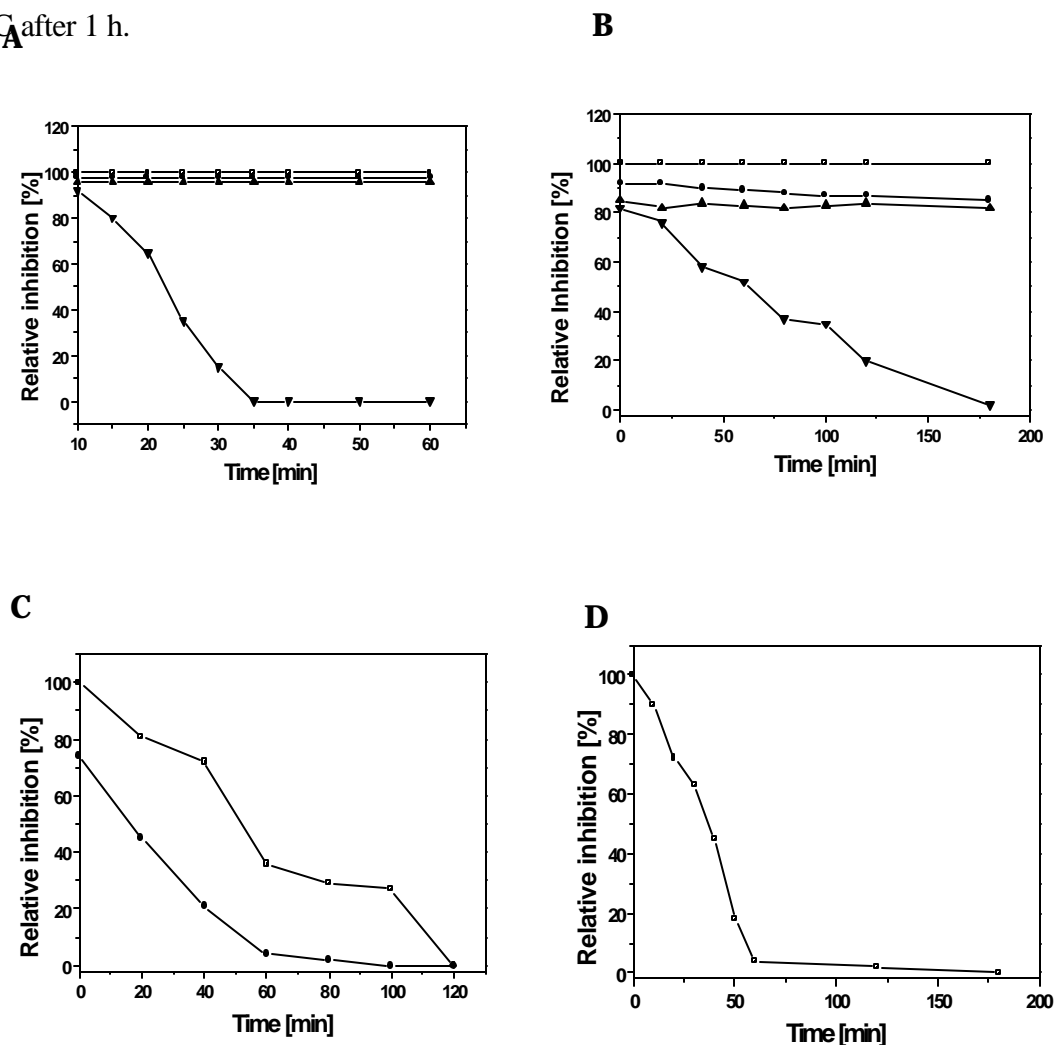 C after 1 h.
A
B
120
100
80
60
40
20
0
10 20 30 40 50 60
Relative inhibition [%]
Time [min]
120
100
80
60
40
20
0
0 50 100 150 200
Relative Inhibition [%]
Time [min]
C
D
100
80
60
40
20
0
0 20 40 60 80 100 120
Relative inhibition [%]
Time [min]
100
80
60
40
20
0
0 50 100 150 200
Relative inhibition [%]
Time [min]